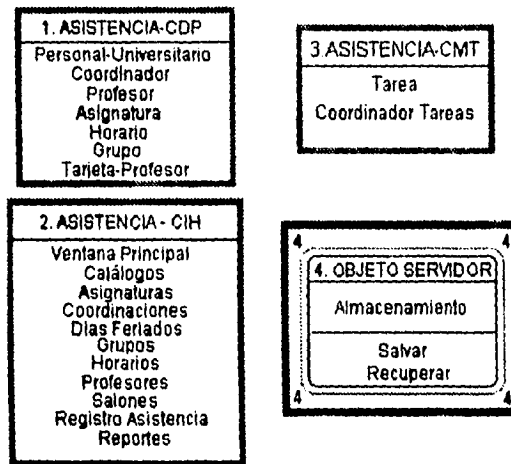 1. ASISTENCIA-CDP
Personal-Universitario
Coordinador
Profesor
Asignatura
Horario
Grupo
Tarjeta-Profesor
3.ASISTENCIA-CMT
Tarea
Coordinador Tareas
2. ASISTENCIA - CIH
Ventana Principal
Catálogos
Asignaturas
Coordinaciones
Dias Feriados
Grupos
Horarios
Profesores
Salones
Registro Asistencia
Reportes
4 4
4. OBJETO SERVIDOR
Almacenamiento
Salvar
Recuperar
4 4